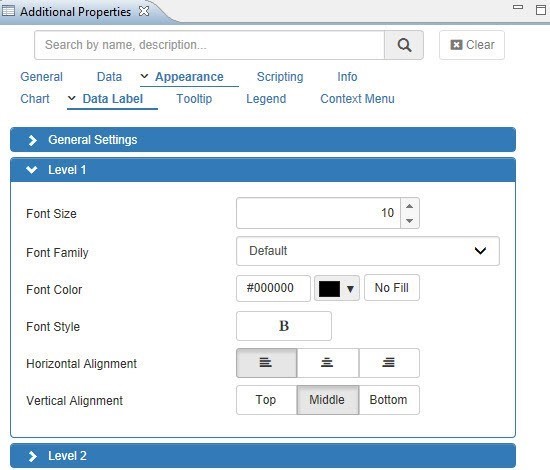 Additional Properties
Search by name, description...
Clear
General Data Appearance Scripting Info
Chart Data Label Tooltip Legend Context Menu
General Settings
Level 1
Font Size 10
Font Family Default
Font Color #000000 No Fill
Font Style B
Horizontal Alignment
Vertical Alignment Top Middle Bottom
Level 2